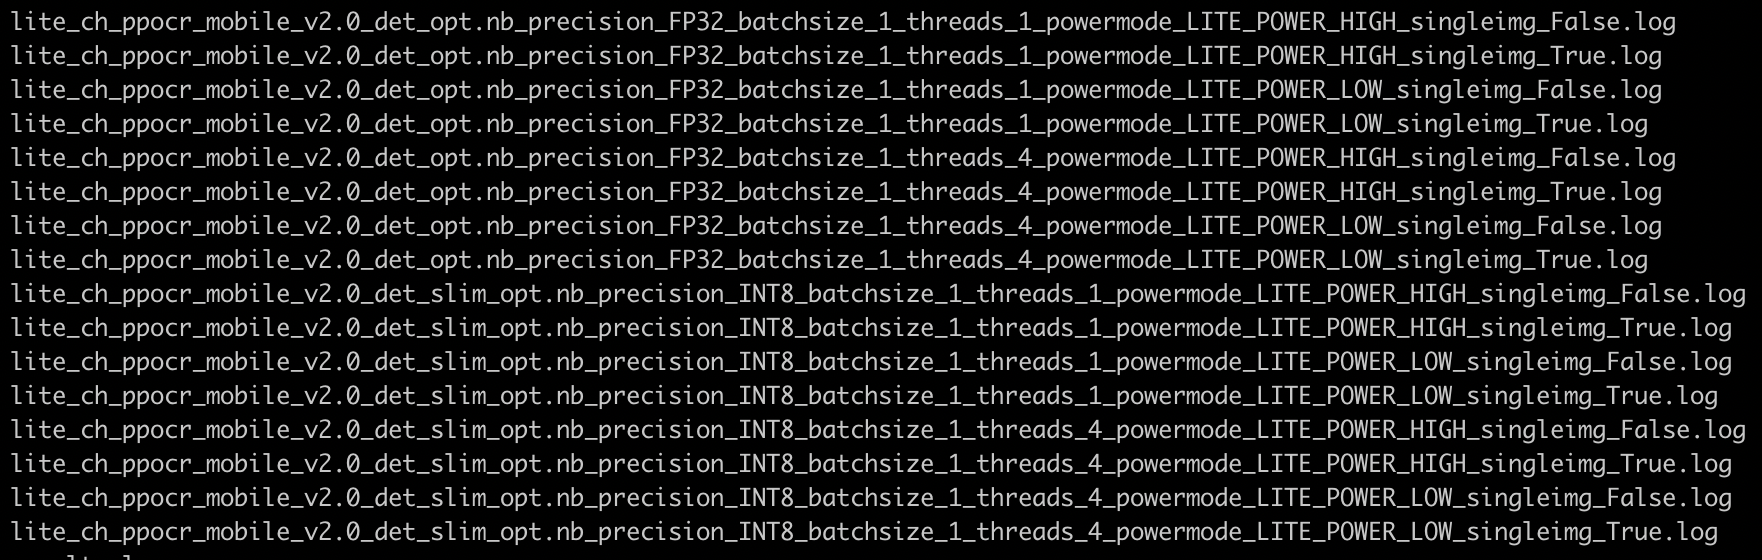 lite_ch_ppocr_mobile_v2.0_det_opt.nb_precision_FP32_batchsize_1_threads_1_powermode_LITE_POWER_HIGH_singleimg_False.log
lite_ch_ppocr_mobile_v2.0_det_opt.nb_precision_FP32_batchsize_1_threads_1_powermode_LITE_POWER_HIGH_singleimg_True.log
lite_ch_ppocr_mobile_v2.0_det_opt.nb_precision_FP32_batchsize_1_threads_1_powermode_LITE_POWER_LOW_singleimg_False.log
lite_ch_ppocr_mobile_v2.0_det_opt.nb_precision_FP32_batchsize_1_threads_1_powermode_LITE_POWER_LOW_singleimg_True.log
lite_ch_ppocr_mobile_v2.0_det_opt.nb_precision_FP32_batchsize_1_threads_4_powermode_LITE_POWER_HIGH_singleimg_False.log
lite_ch_ppocr_mobile_v2.0_det_opt.nb_precision_FP32_batchsize_1_threads_4_powermode_LITE_POWER_HIGH_singleimg_True.log
lite_ch_ppocr_mobile_v2.0_det_opt.nb_precision_FP32_batchsize_1_threads_4_powermode_LITE_POWER_LOW_singleimg_False.log
lite_ch_ppocr_mobile_v2.0_det_opt.nb_precision_FP32_batchsize_1_threads_4_powermode_LITE_POWER_LOW_singleimg_True.log
lite_ch_ppocr_mobile_v2.0_det_slim_opt.nb_precision_INT8_batchsize_1_threads_1_powermode_LITE_POWER_HIGH_singleimg_False.log
lite_ch_ppocr_mobile_v2.0_det_slim_opt.nb_precision_INT8_batchsize_1_threads_1_powermode_LITE_POWER_HIGH_singleimg_True.log
lite_ch_ppocr_mobile_v2.0_det_slim_opt.nb_precision_INT8_batchsize_1_threads_1_powermode_LITE_POWER_LOW_singleimg_False.log
lite_ch_ppocr_mobile_v2.0_det_slim_opt.nb_precision_INT8_batchsize_1_threads_1_powermode_LITE_POWER_LOW_singleimg_True.log
lite_ch_ppocr_mobile_v2.0_det_slim_opt.nb_precision_INT8_batchsize_1_threads_4_powermode_LITE_POWER_HIGH_singleimg_False.log
lite_ch_ppocr_mobile_v2.0_det_slim_opt.nb_precision_INT8_batchsize_1_threads_4_powermode_LITE_POWER_HIGH_singleimg_True.log
lite_ch_ppocr_mobile_v2.0_det_slim_opt.nb_precision_INT8_batchsize_1_threads_4_powermode_LITE_POWER_LOW_singleimg_False.log
lite_ch_ppocr_mobile_v2.0_det_slim_opt.nb_precision_INT8_batchsize_1_threads_4_powermode_LITE_POWER_LOW_singleimg_True.log